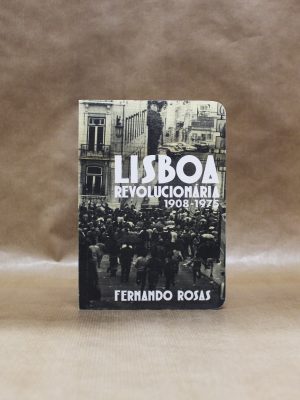 LISBOA
REVOLUCIONÁRIA
1908-1975
FERNANDO ROSAS